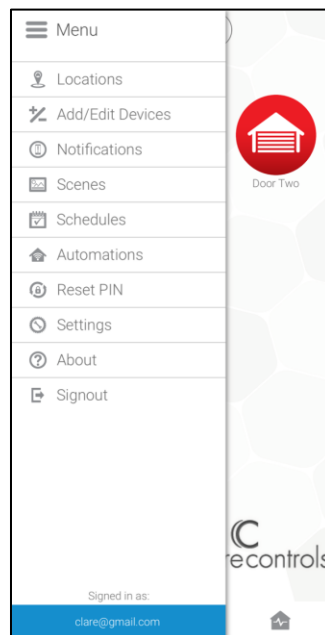 Menu
Locations
Add/Edit Devices
Notifications
Scenes
Schedules
Automations
Reset PIN
Settings
About
Signout
Door Two
recontrols
Signed in as:
clare@gmail.com